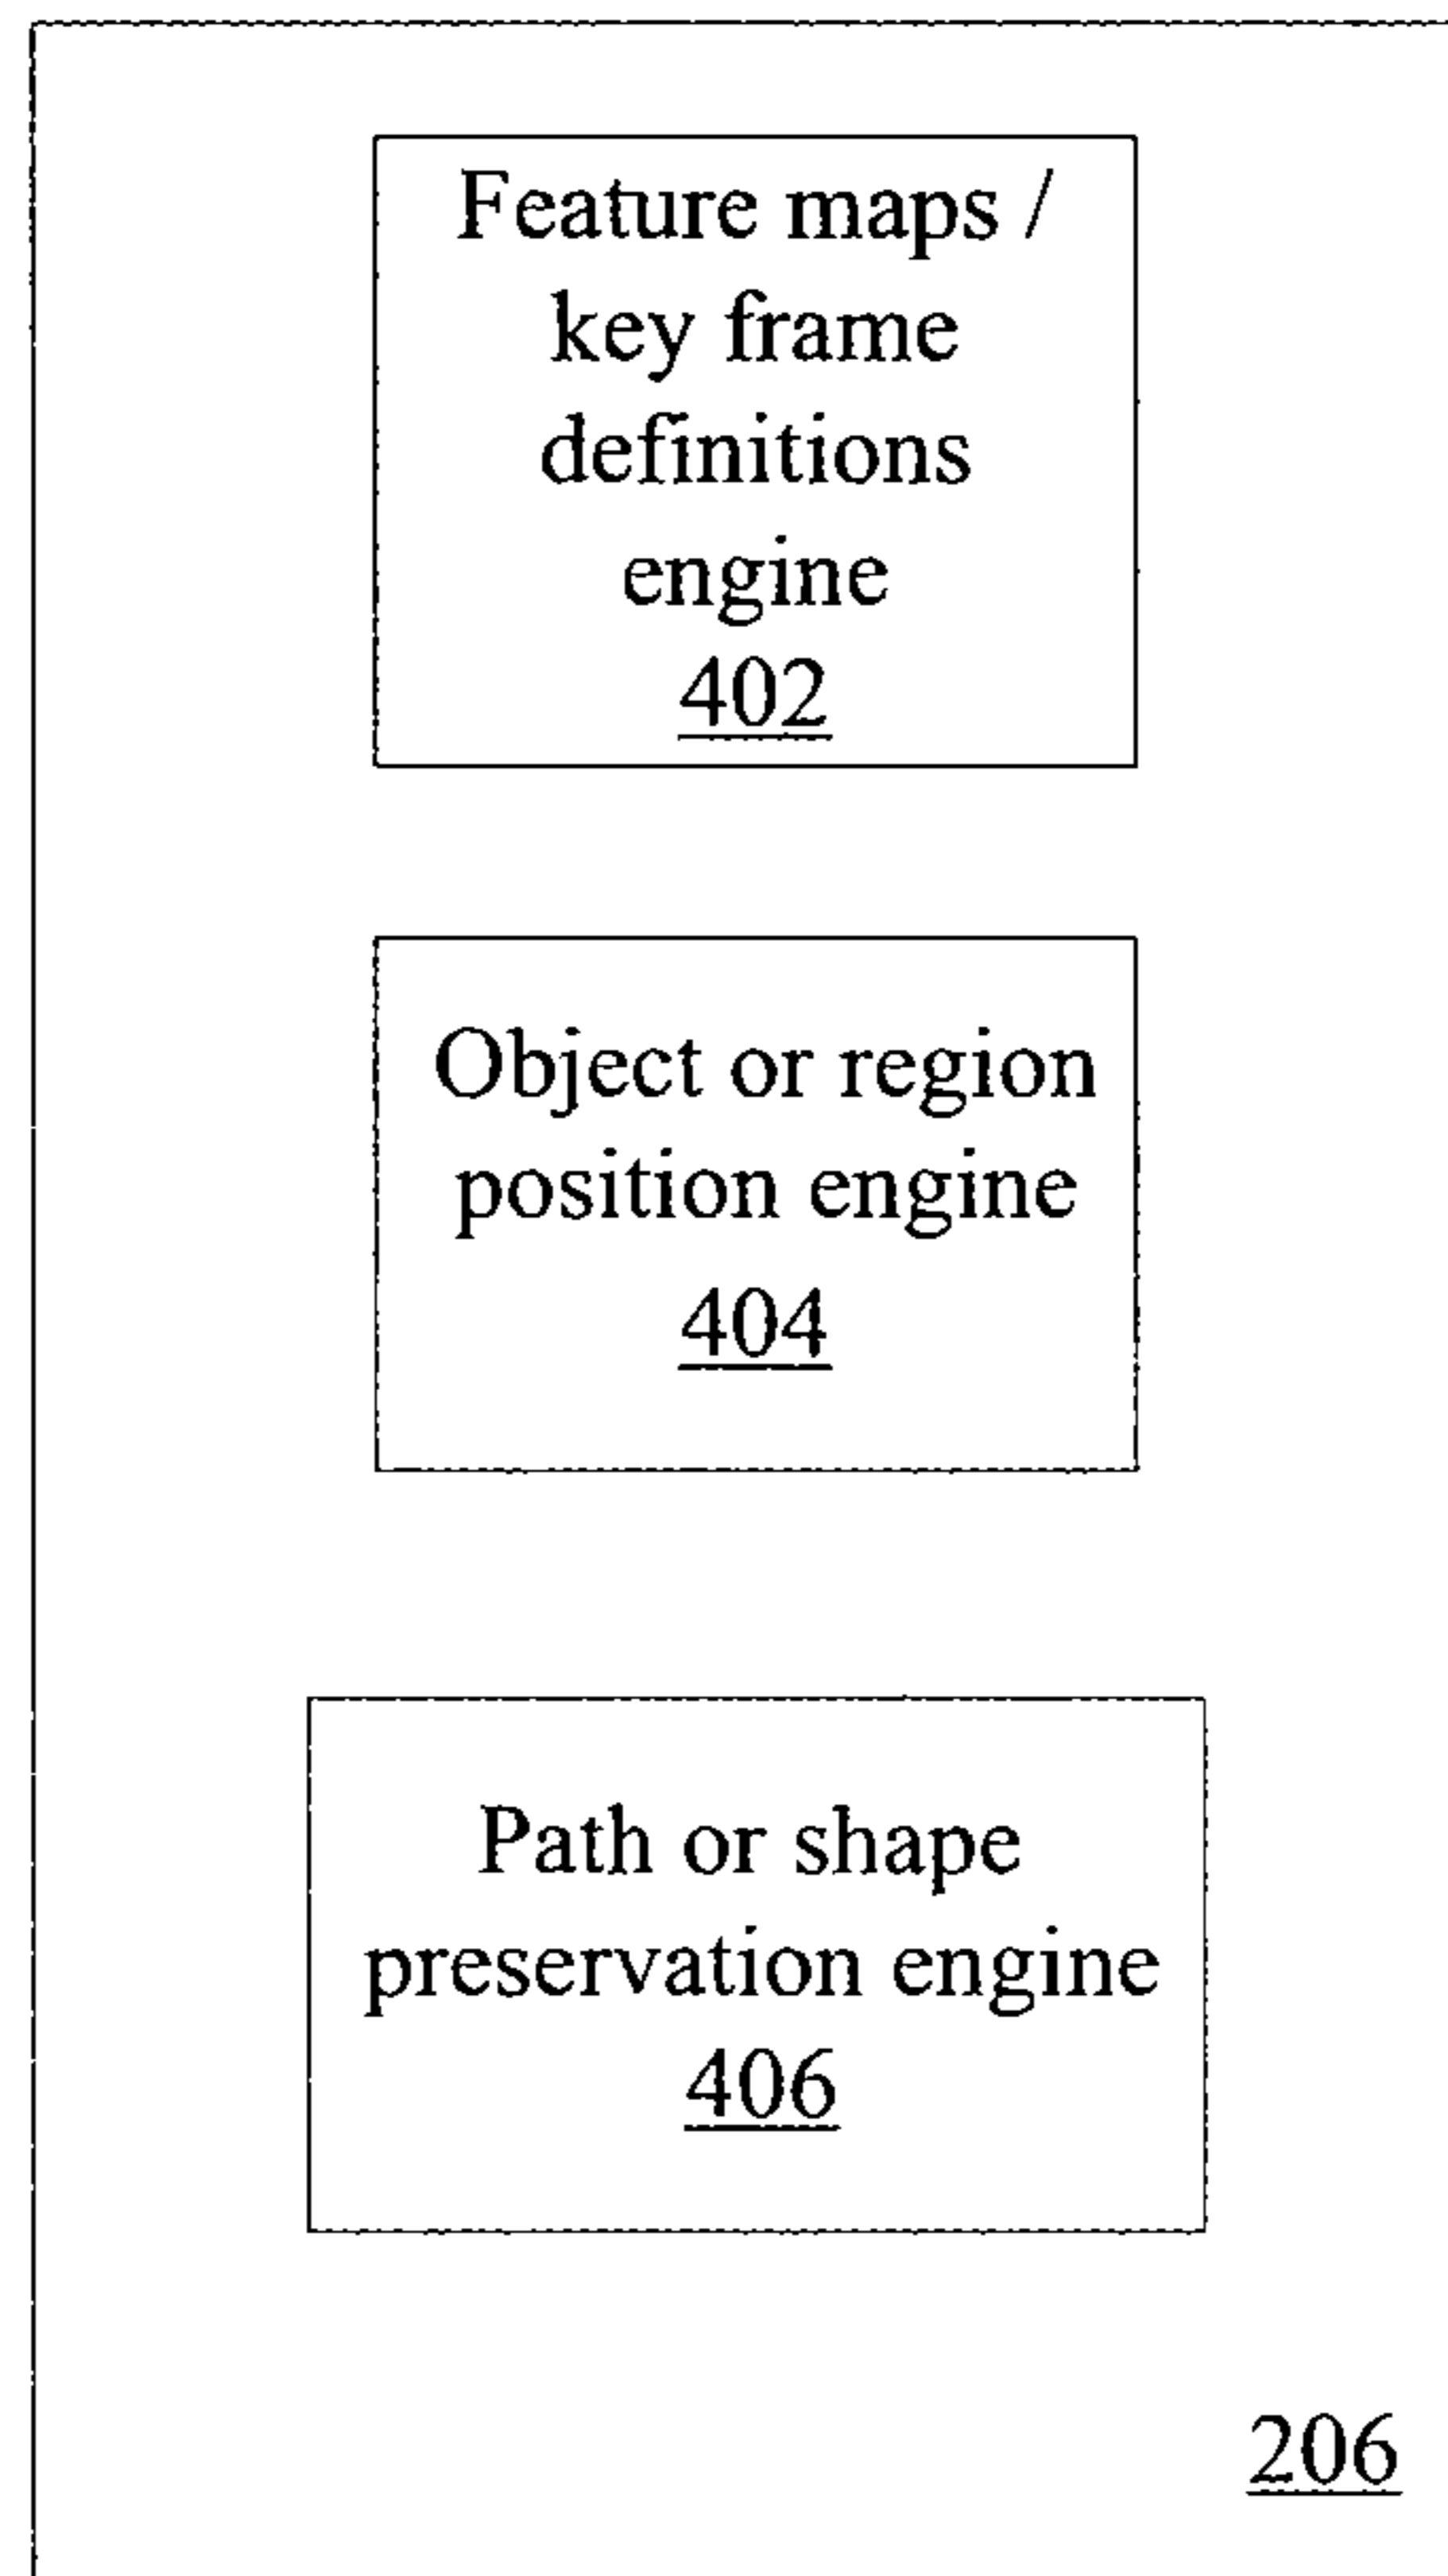 Feature maps /
key frame
definitions
engine
402
Object or region
position engine
404
Path or shape
preservation engine
406
206